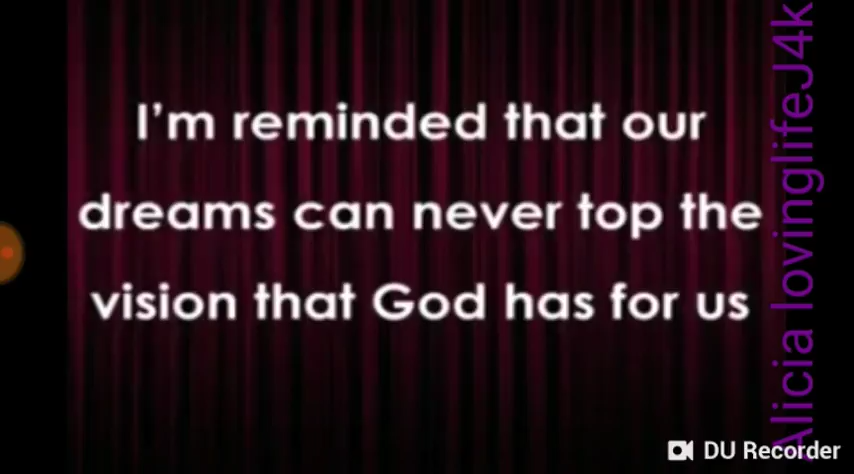 I'm reminded that our
dreams can never top the
vision that God has for us
Alicia lovinglifeJ4k
DU Recorder